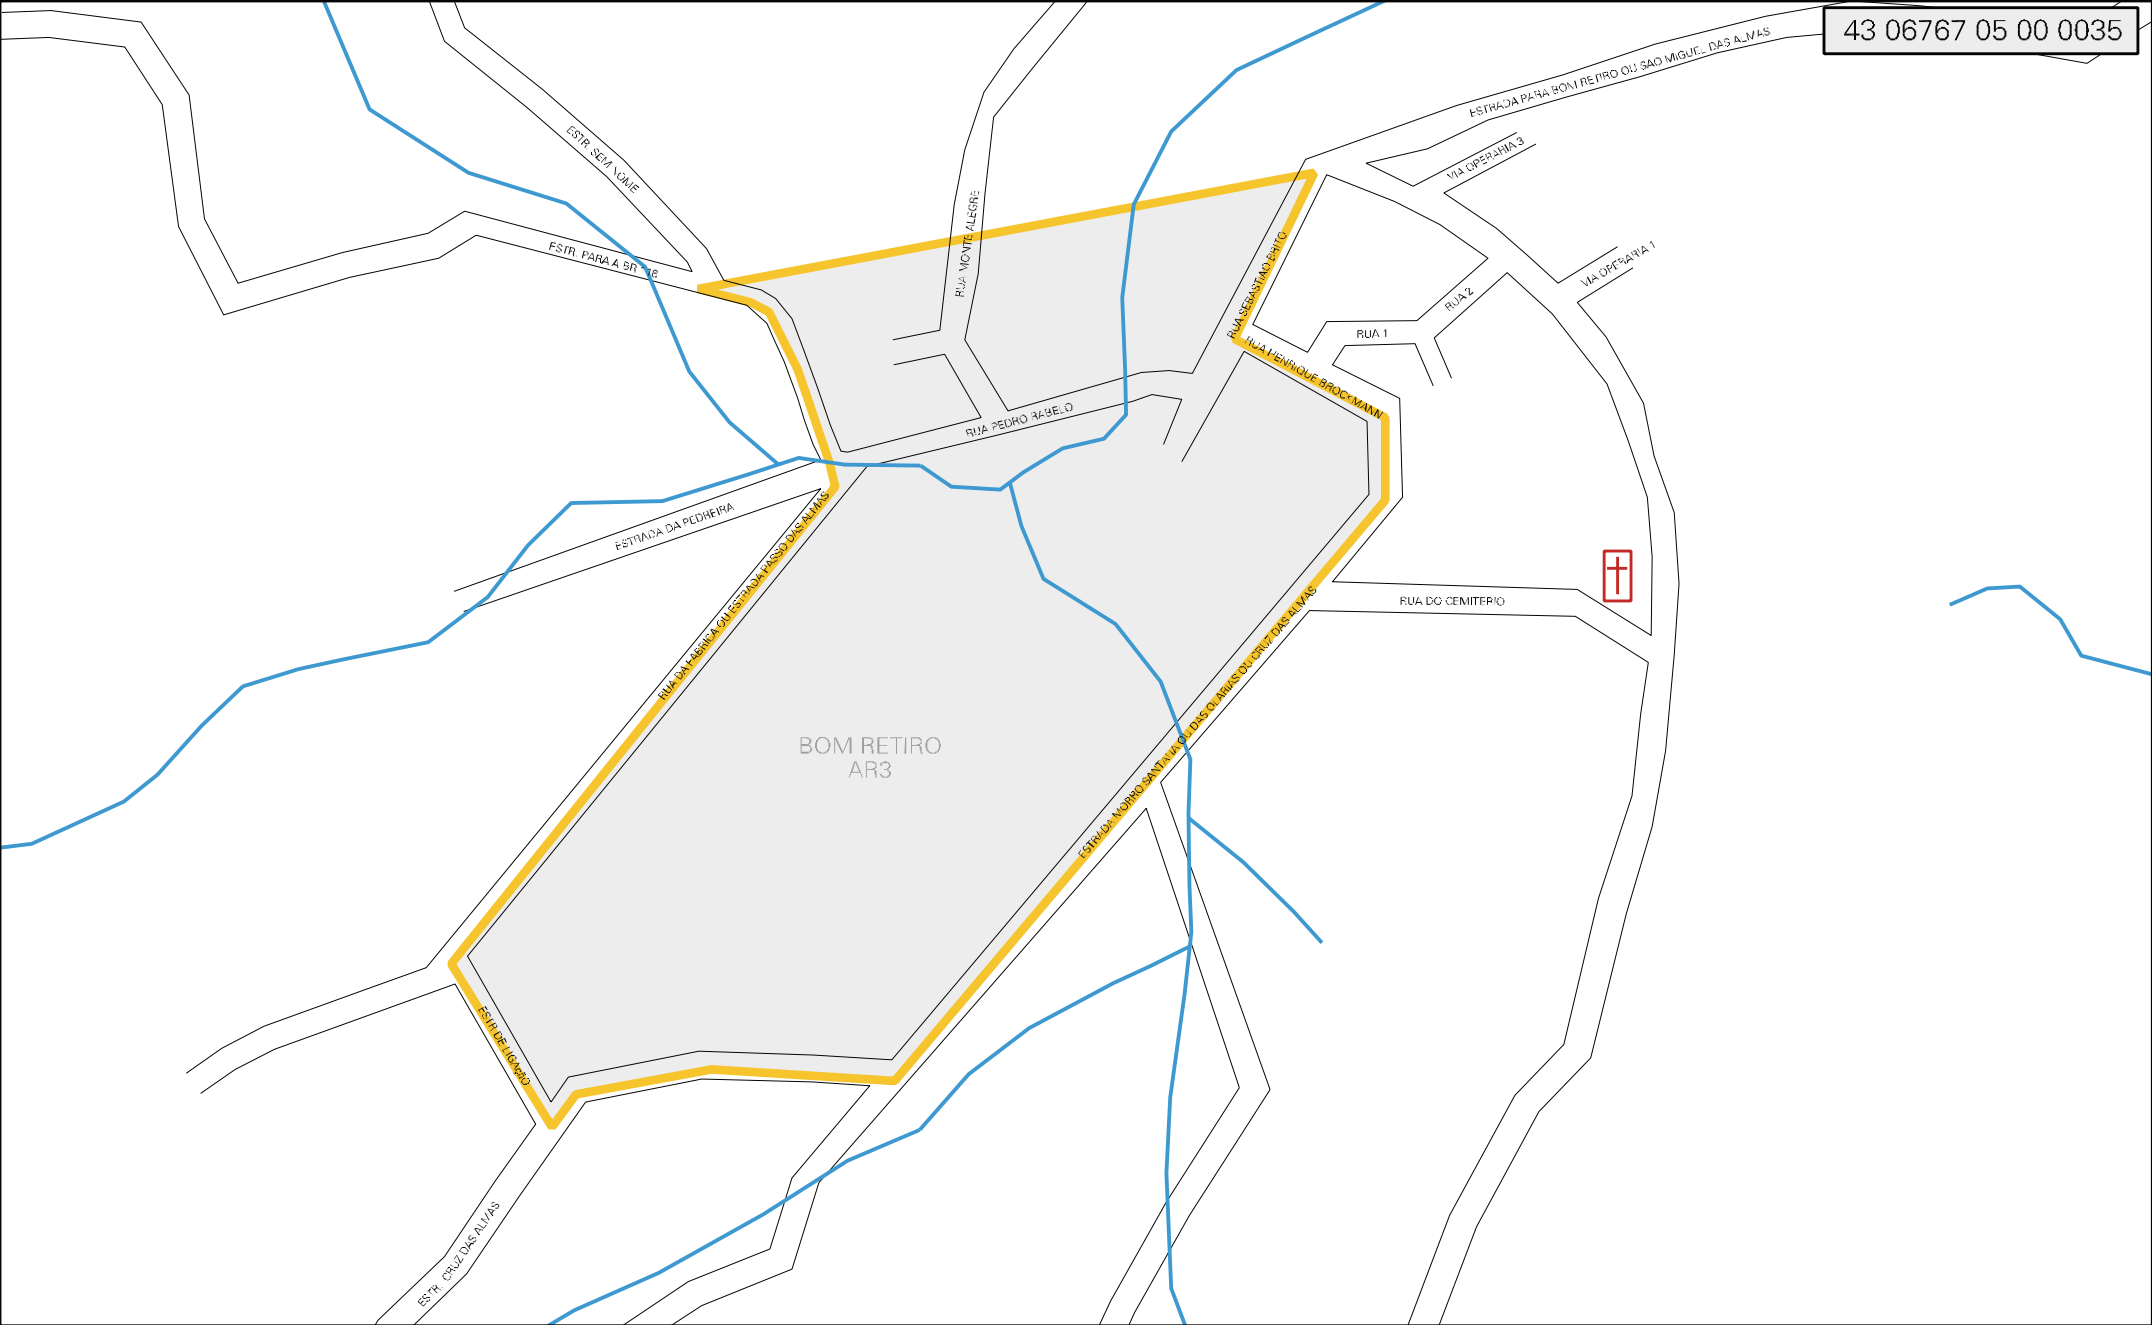 43 06767 05 00 0035
ESTRADA PARA BOM RETIRO OU SAO MIGUEL DAS ALMAS
VIA OPERARIA 3
ESTR. SEM NOME
ESTR. PARA A BR
RUA MONTE ALEGRE
RUA SEBASTIAO BRITO
VIA OPERARIA 1
RUA 2
RUA 1
RUA HENRIQUE BROCKMANN
RUA PEDRO RABELO
ESTRADA DA PEDREIRA
RUA DA FABRICA OU ESTRADA PASSO DAS ALMAS
RUA DO CEMITERIO
ESTRADA MORRO SANTANA OU DAS OLARIAS OU CRUZ DAS ALMAS
BOM RETIRO
AR3
ESTR DE LIGAÇÃO
ESTR. CRUZ DAS ALMAS